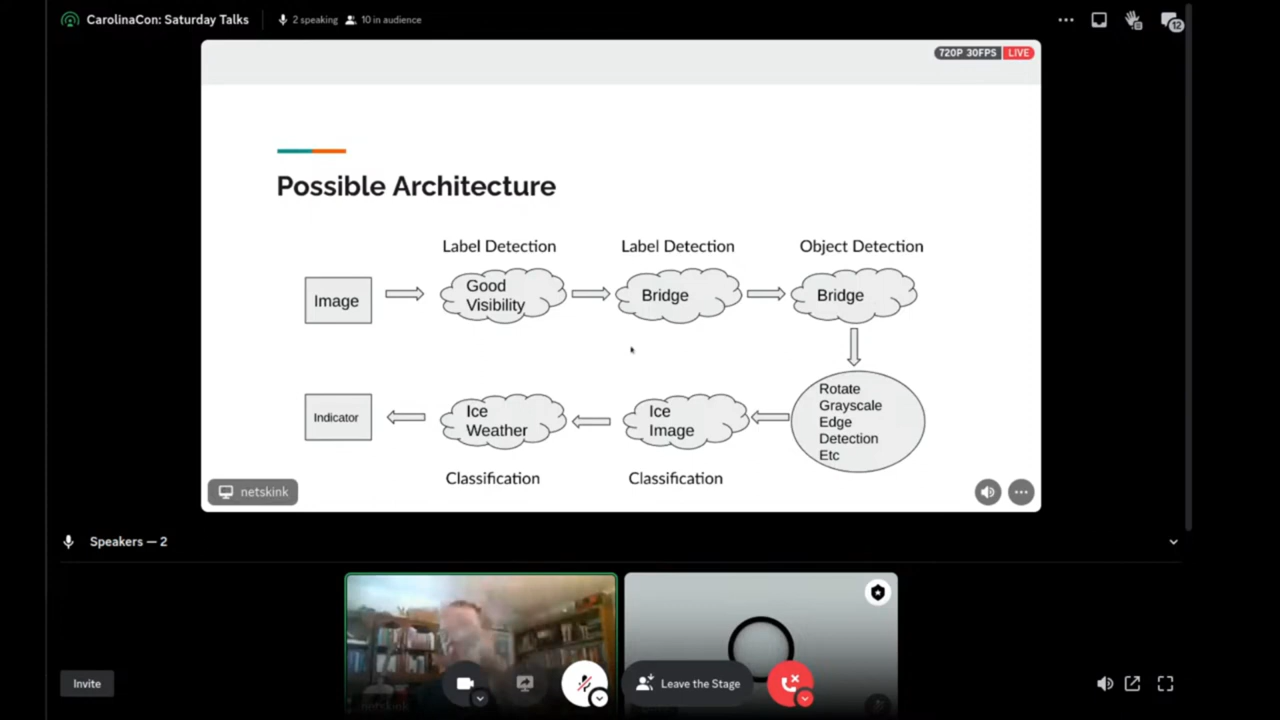 CarolinaCon: Saturday Talks
2 speaking
10 in audience
12
720P 30FPS
LIVE
Possible Architecture
Label Detection
Label Detection
Object Detection
Image
Good
Visibility
Bridge
Bridge
Rotate
Grayscale
Edge
Detection
Etc
Ice
Image
Ice
Weather
Indicator
Classification
Classification
netskink
Speakers — 2
netskink
Invite
Leave the Stage